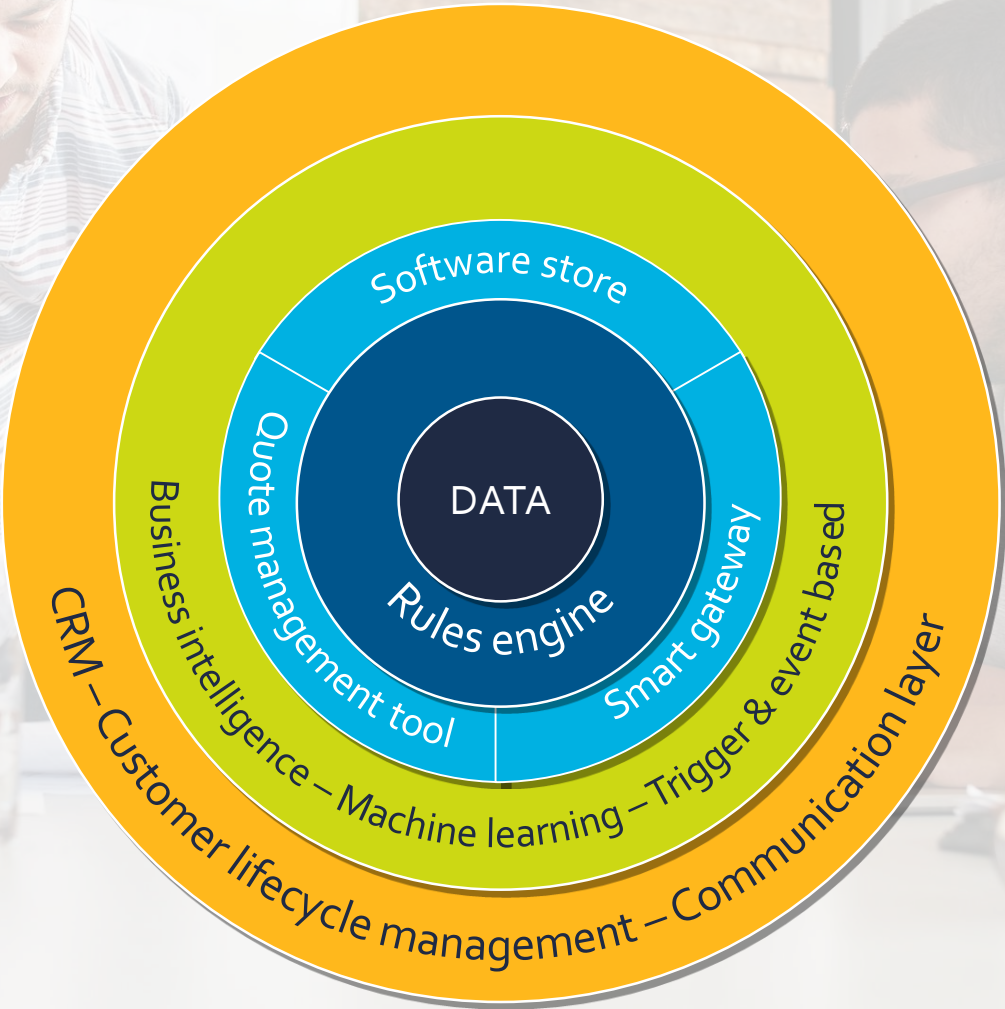 Software store
Quote management tool
Smart gateway
DATA
Rules engine
Business intelligence – Machine learning – Trigger & event based
CRM – Customer lifecycle management – Communication layer